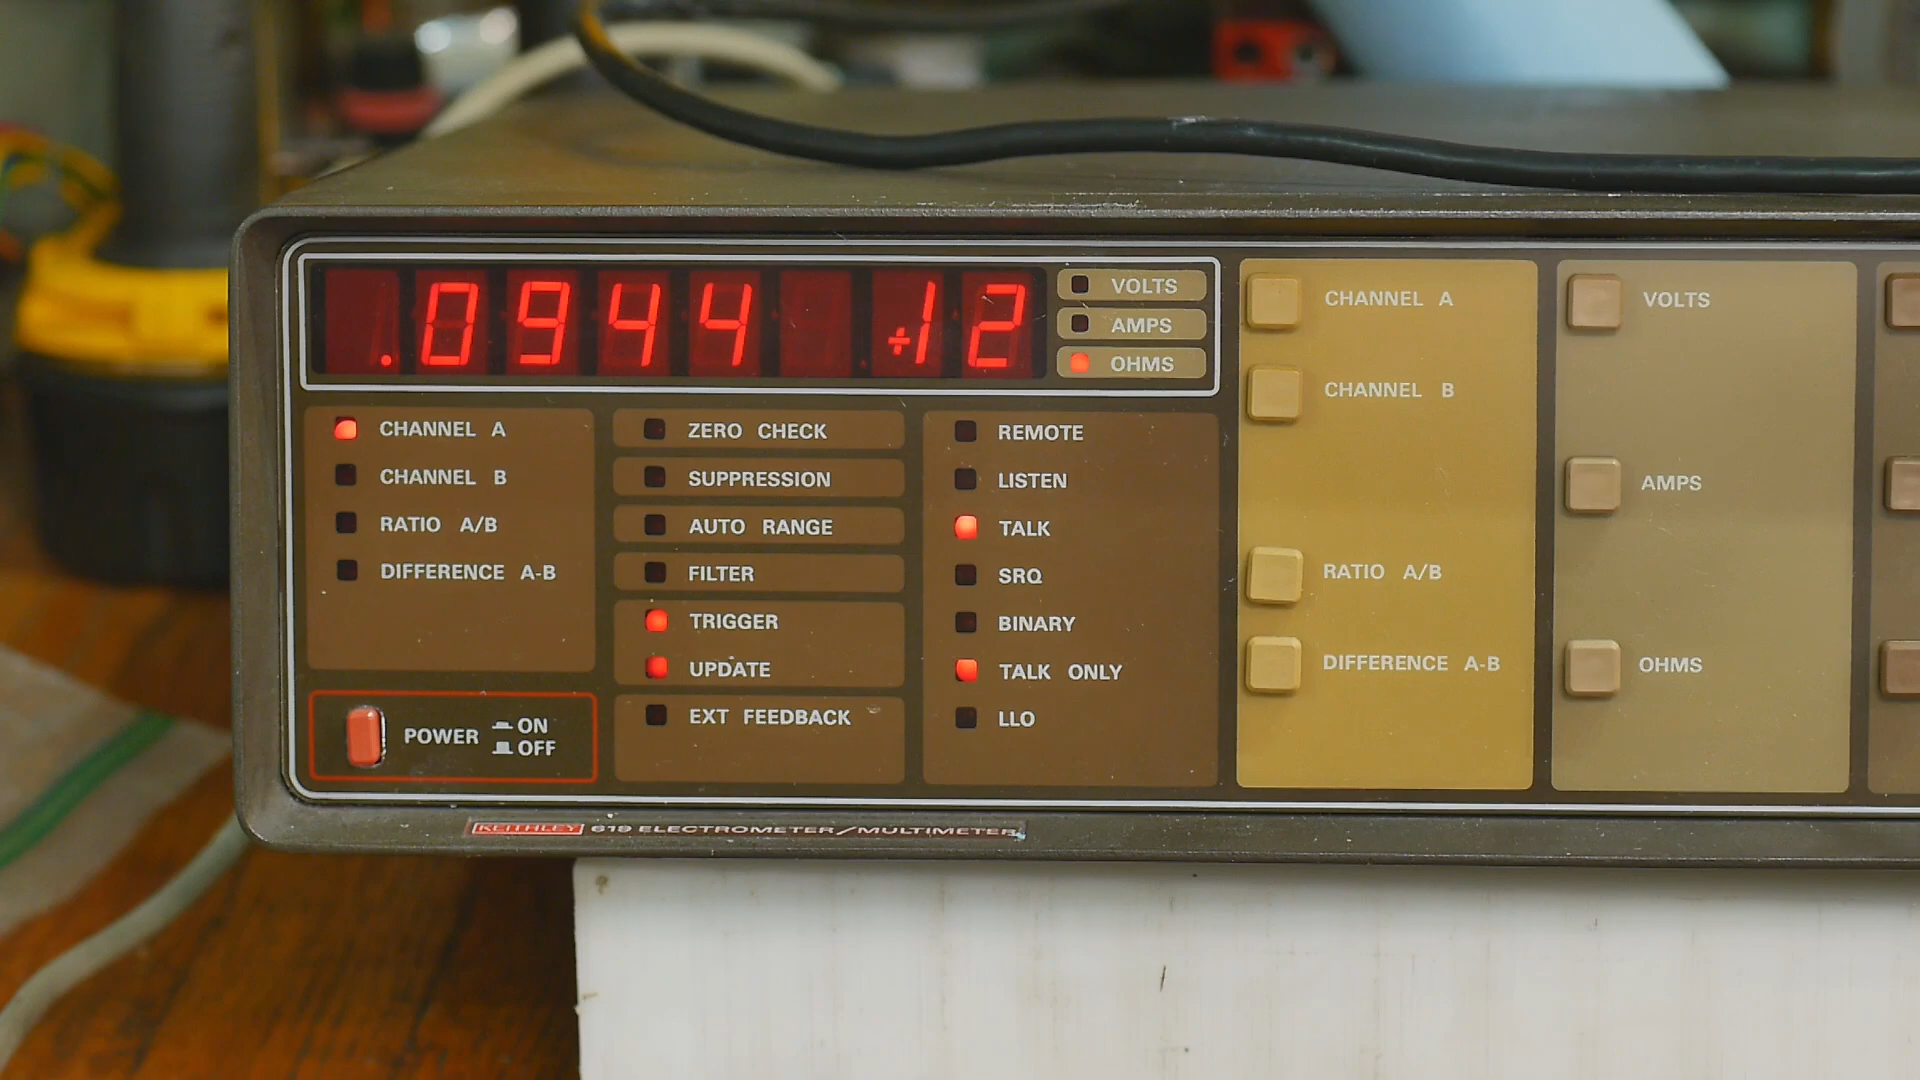 .0944 +12
VOLTS
AMPS
OHMS
CHANNEL A
CHANNEL B
RATIO A/B
DIFFERENCE A-B
POWER ON
OFF
ZERO CHECK
SUPPRESSION
AUTO RANGE
FILTER
TRIGGER
UPDATE
EXT FEEDBACK
REMOTE
LISTEN
TALK
SRQ
BINARY
TALK ONLY
LLO
CHANNEL A
CHANNEL B
RATIO A/B
DIFFERENCE A-B
VOLTS
AMPS
OHMS
KEITHLEY 619 ELECTROMETER/MULTIMETER